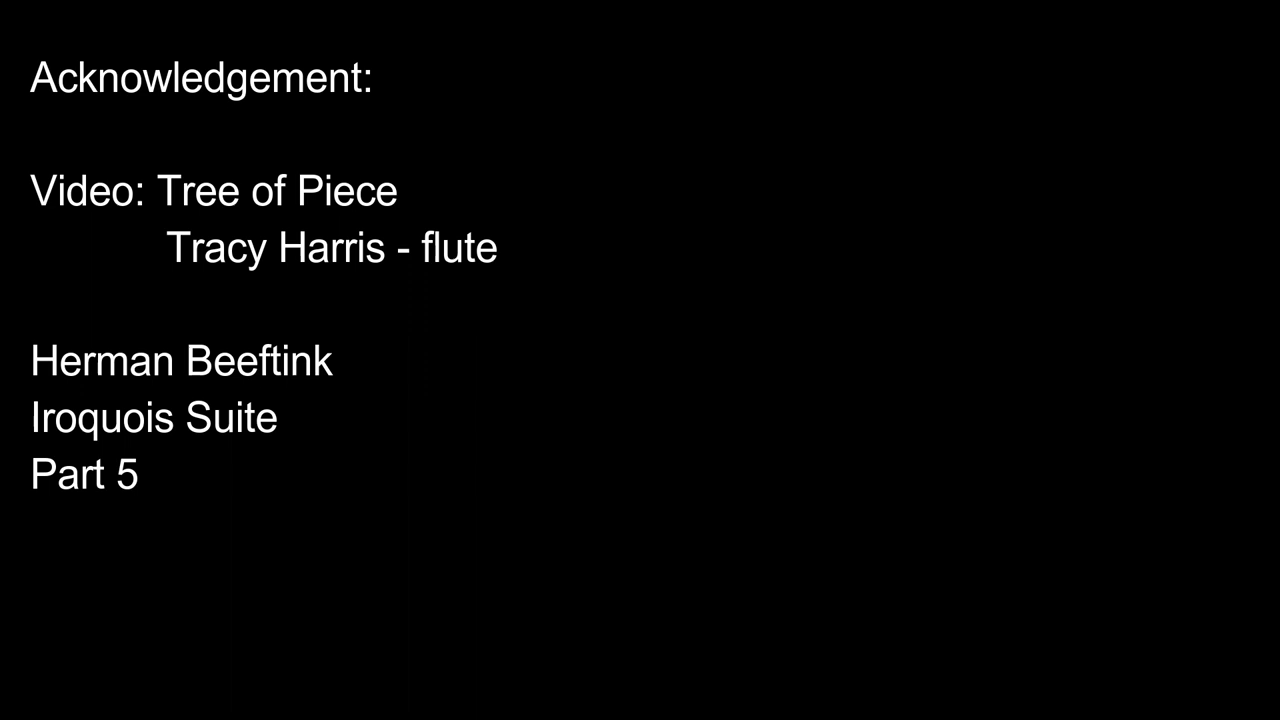 Acknowledgement:
Video: Tree of Piece
Tracy Harris - flute
Herman Beeftink
Iroquois Suite
Part 5